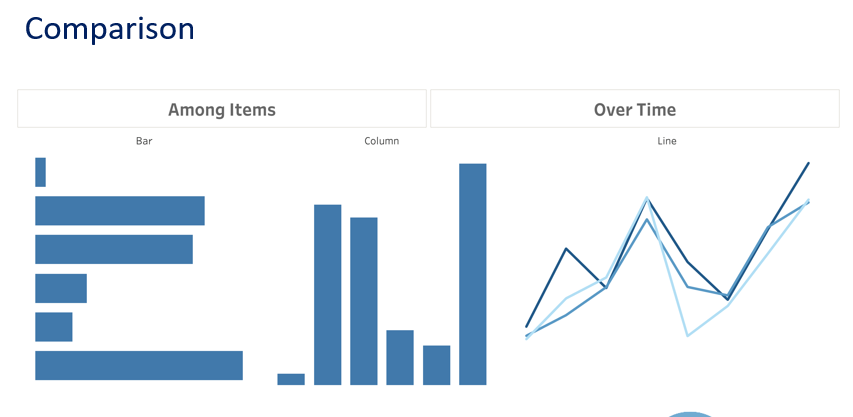 Comparison
Among Items
Over Time
Bar
Column
Line